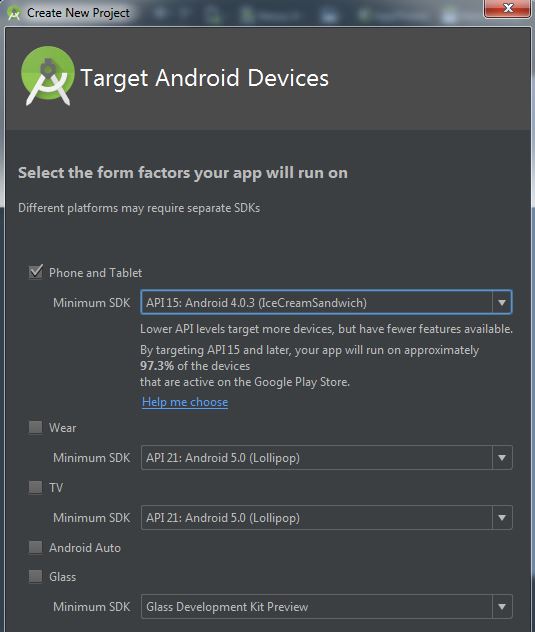 Create New Project
Target Android Devices
Select the form factors your app will run on
Different platforms may require separate SDKs
Phone and Tablet
Minimum SDK API 15: Android 4.0.3 (IceCreamSandwich)
Lower API levels target more devices, but have fewer features available.
By targeting API 15 and later, your app will run on approximately
97.3% of the devices
that are active on the Google Play Store.
Help me choose
Wear
Minimum SDK API 21: Android 5.0 (Lollipop)
TV
Minimum SDK API 21: Android 5.0 (Lollipop)
Android Auto
Glass
Minimum SDK Glass Development Kit Preview